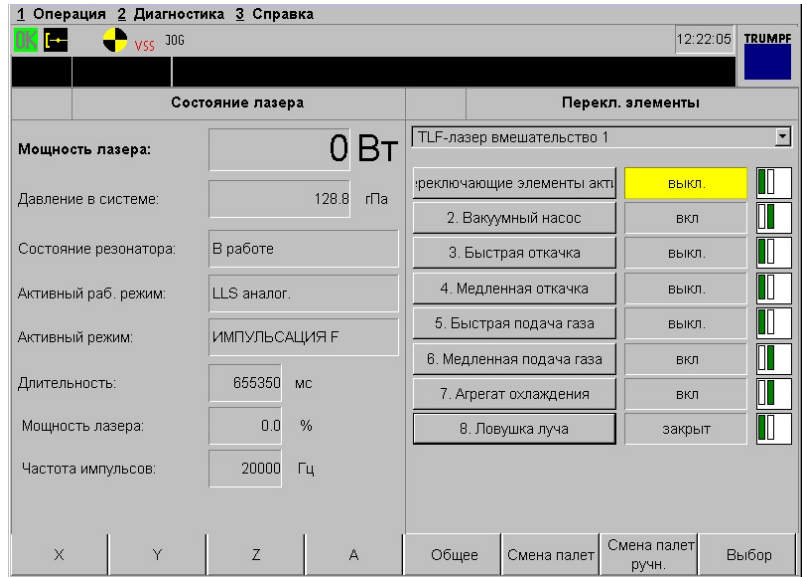 1 Операция 2 Диагностика 3 Справка
OK
VSS JOG
12:22:05 TRUMPF
Состояние лазера
Перекл. элементы
Мощность лазера: 0 Вт
TLF-лазер вмешательство 1
Давление в системе: 128.8 гПа
Состояние резонатора: В работе
Активный раб. режим: LLS аналог.
Активный режим: ИМПУЛЬСАЦИЯ F
Длительность: 655350 мс
Мощность лазера: 0.0 %
Частота импульсов: 20000 Гц
реключающие элементы акти выкл.
2. Вакуумный насос вкл
3. Быстрая откачка выкл.
4. Медленная откачка выкл.
5. Быстрая подача газа выкл.
6. Медленная подача газа вкл
7. Агрегат охлаждения вкл
8. Ловушка луча закрыт
X Y Z A Общее Смена палет Смена палет ручн. Выбор